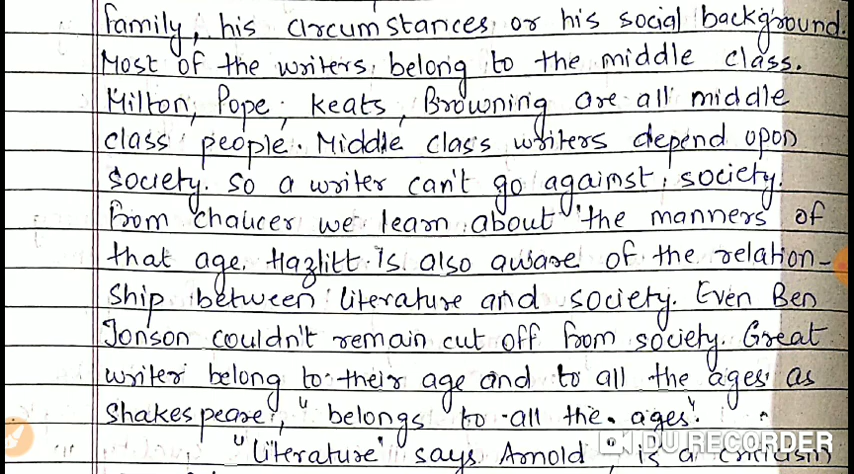 family, his circumstances or his social background.
Most of the writers belong to the middle class.
Milton, Pope, Keats, Browning are all middle
class people. Middle class writers depend upon
society. So a writer can't go against society.
From chaucer we learn about the manners of
that age. Hazlitt is also aware of the relation-
ship between literature and society. Even Ben
Jonson couldn't remain cut off from society. Great
writer belong to their age and to all the ages as
Shakespeare, "belongs to all the ages".
"Literature" says Arnold, is a criticism
DU RECORDER